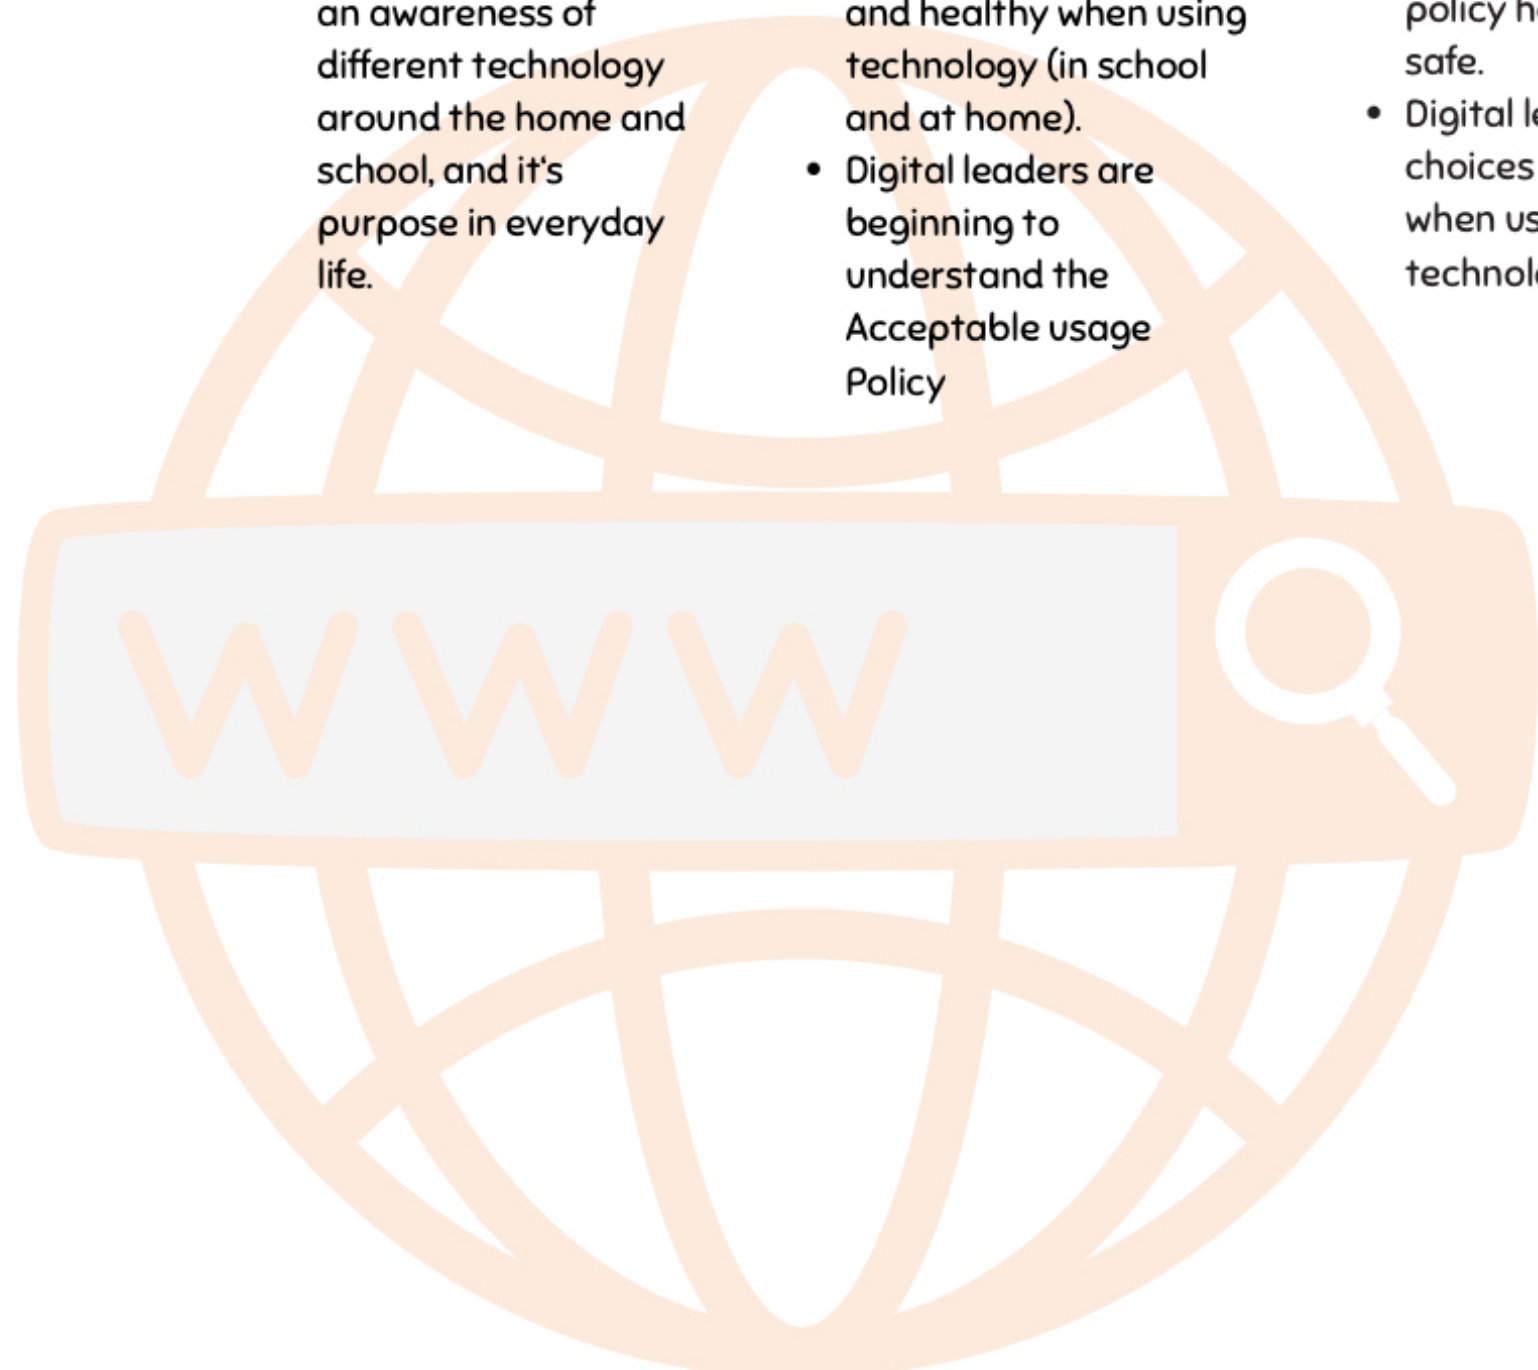 an awareness of
different technology
around the home and
school, and it's
purpose in everyday
life.
and healthy when using
technology (in school
and at home).
• Digital leaders are
beginning to
understand the
Acceptable usage
Policy
policy
safe.
• Digital
choices
when
www